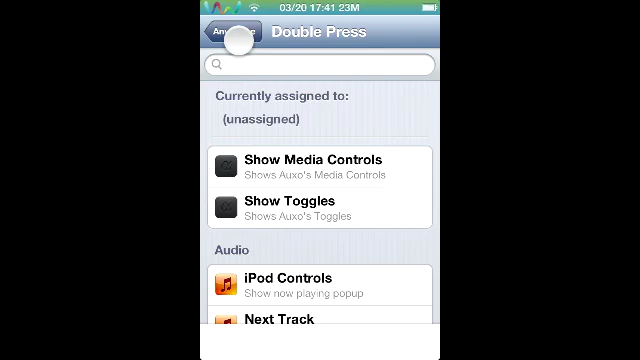 03/20 17:41 23M
Double Press
Currently assigned to:
(unassigned)
Show Media Controls
Shows Auxo's Media Controls
Show Toggles
Shows Auxo's Toggles
Audio
iPod Controls
Show now playing popup
Next Track